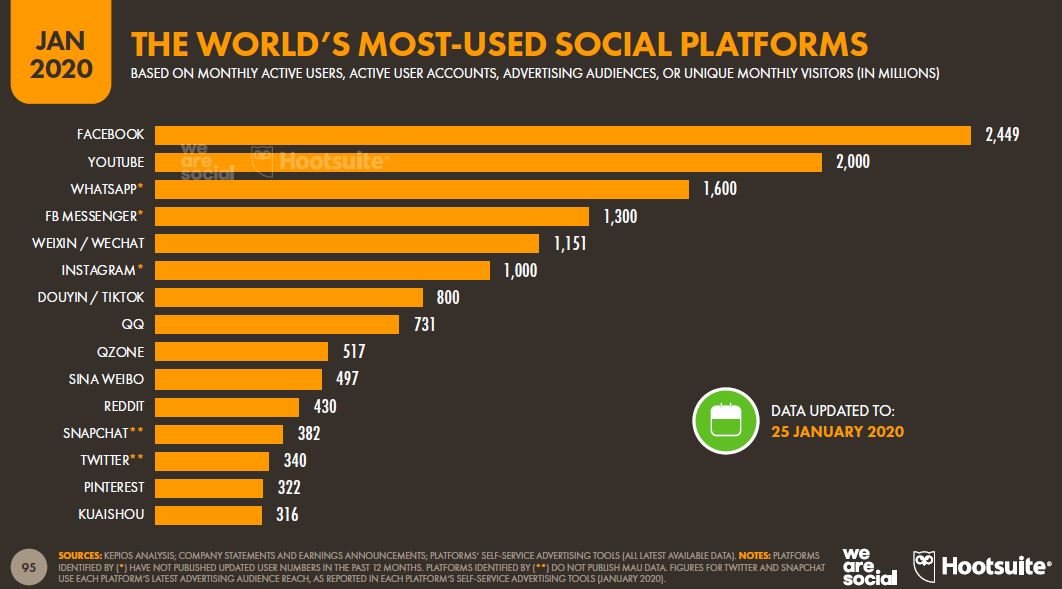 JAN
2020
THE WORLD'S MOST-USED SOCIAL PLATFORMS
BASED ON MONTHLY ACTIVE USERS, ACTIVE USER ACCOUNTS, ADVERTISING AUDIENCES, OR UNIQUE MONTHLY VISITORS (IN MILLIONS)
FACEBOOK 2,449
we are social Hootsuite®
YOUTUBE 2,000
WHATSAPP* 1,600
FB MESSENGER* 1,300
WEIXIN / WECHAT 1,151
INSTAGRAM* 1,000
DOUYIN / TIKTOK 800
QQ 731
QZONE 517
SINA WEIBO 497
REDDIT 430
SNAPCHAT** 382
TWITTER** 340
PINTEREST 322
KUAISHOU 316
DATA UPDATED TO:
25 JANUARY 2020
95
SOURCES: KEPIOS ANALYSIS; COMPANY STATEMENTS AND EARNINGS ANNOUNCEMENTS; PLATFORMS' SELF-SERVICE ADVERTISING TOOLS (ALL LATEST AVAILABLE DATA). NOTES: PLATFORMS
IDENTIFIED BY (*) HAVE NOT PUBLISHED UPDATED USER NUMBERS IN THE PAST 12 MONTHS. PLATFORMS IDENTIFIED BY (**) DO NOT PUBLISH MAU DATA. FIGURES FOR TWITTER AND SNAPCHAT
USE EACH PLATFORM'S LATEST ADVERTISING AUDIENCE REACH, AS REPORTED IN EACH PLATFORM'S SELF-SERVICE ADVERTISING TOOLS (JANUARY 2020).
we
are
social
Hootsuite®